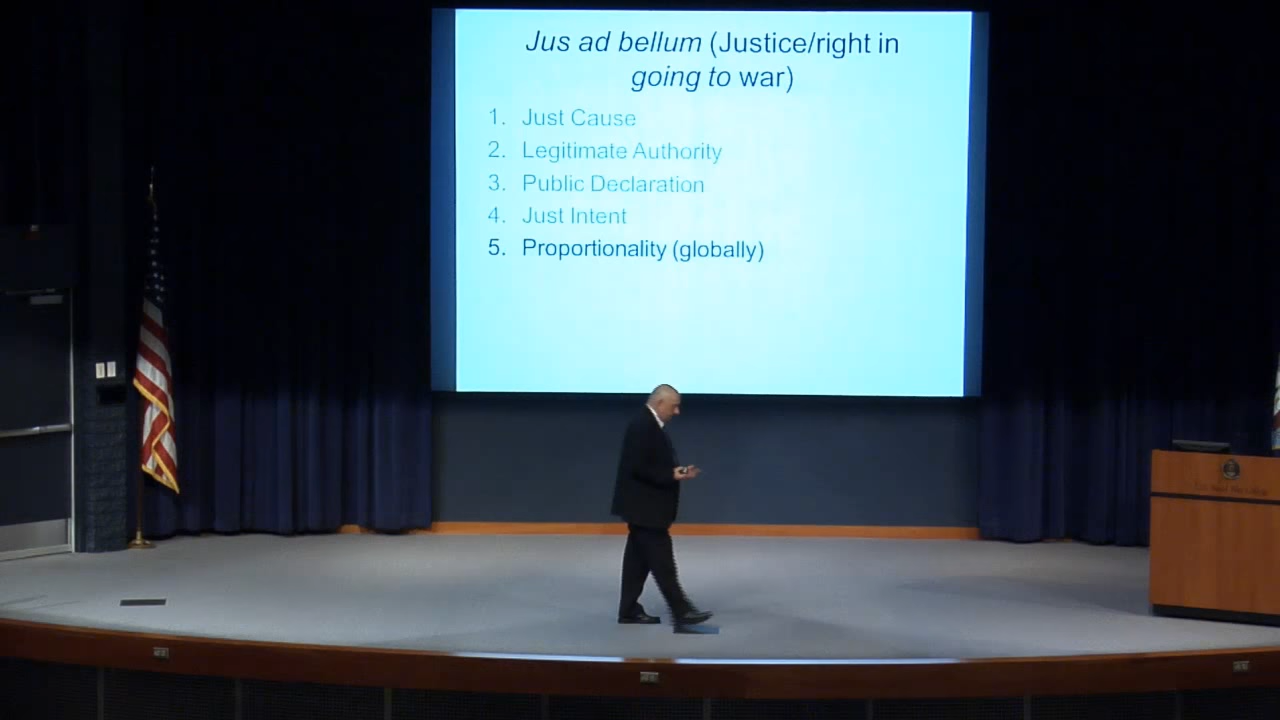 Jus ad bellum (Justice/right in
going to war)
1. Just Cause
2. Legitimate Authority
3. Public Declaration
4. Just Intent
5. Proportionality (globally)